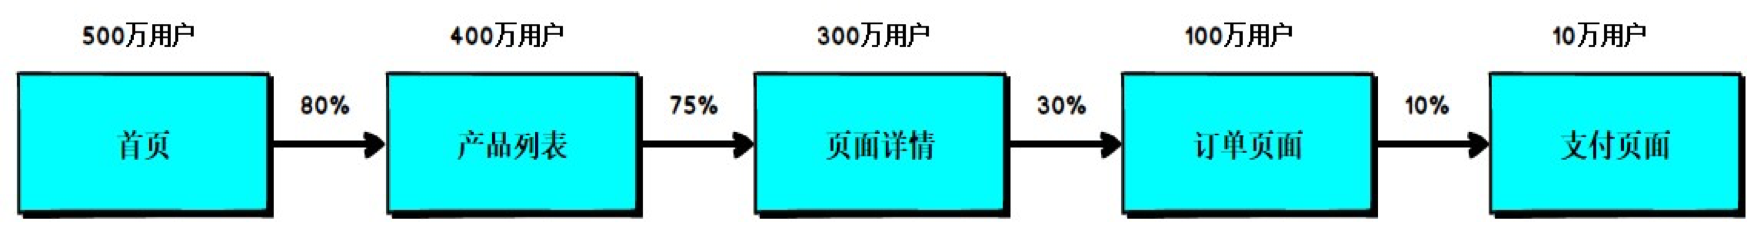 500万用户
400万用户
300万用户
100万用户
10万用户
首页
80%
产品列表
75%
页面详情
30%
订单页面
10%
支付页面